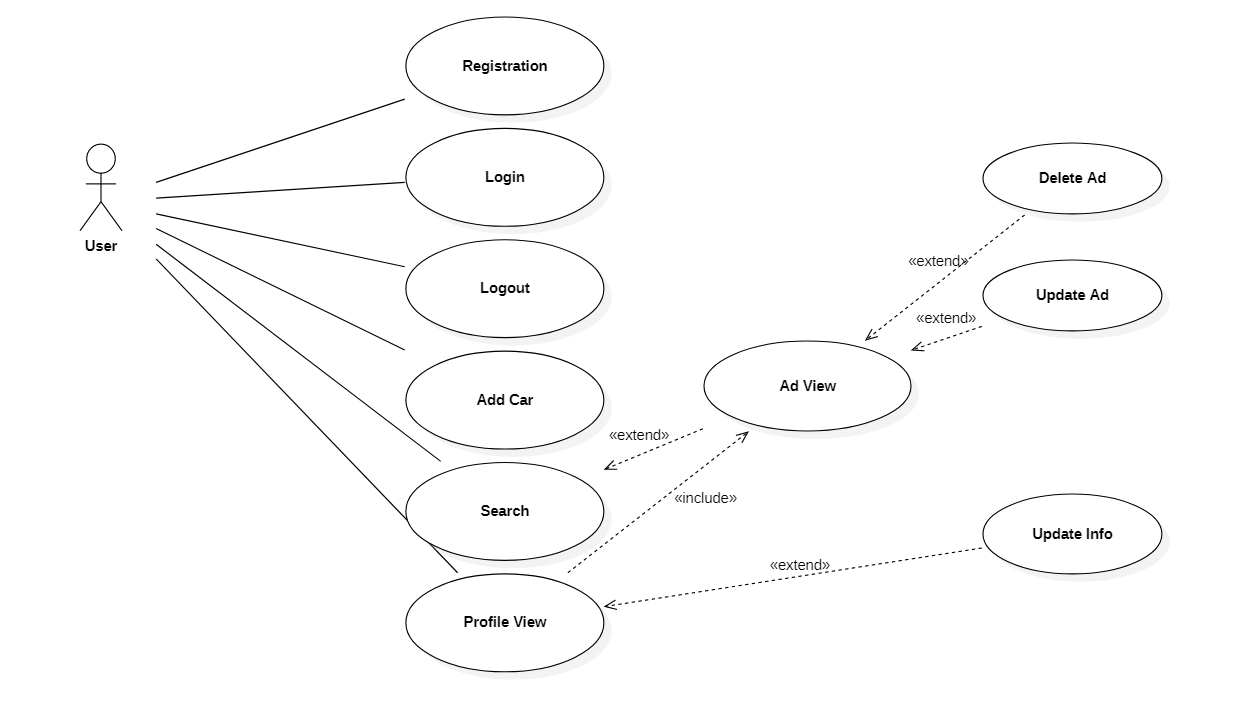 Registration
Login
Delete Ad
User
«extend»
Logout
Update Ad
«extend»
Ad View
Add Car
«extend»
«include»
Search
Update Info
«extend»
Profile View